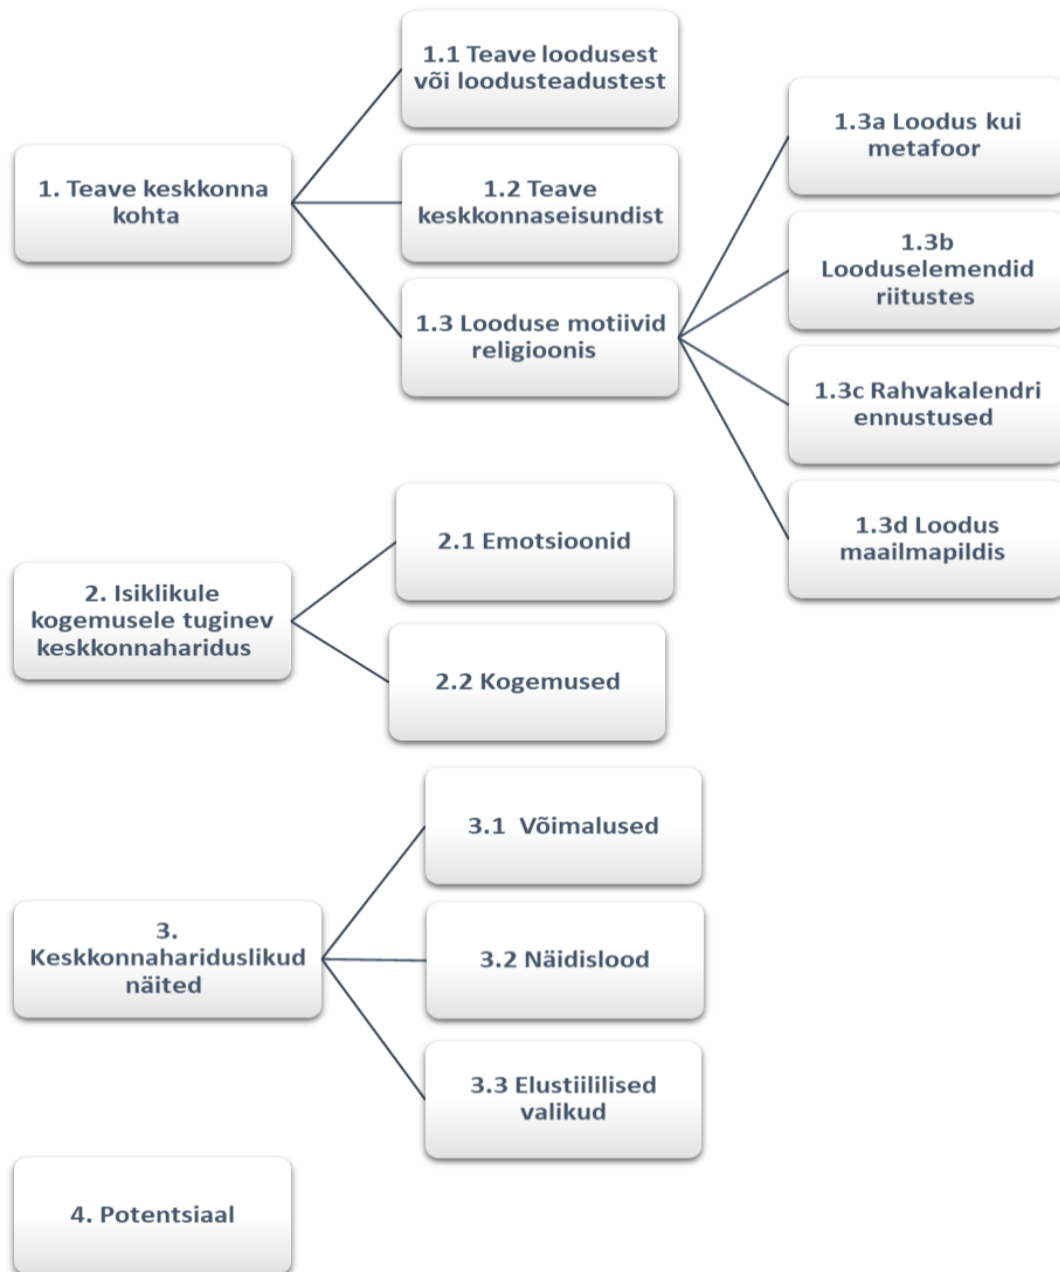 1. Teave keskkonna
kohta
1.1 Teave loodusest
või loodusteadustest
1.2 Teave
keskkonnaseisundist
1.3 Looduse motiivid
religioonis
1.3a Loodus kui
metafoor
1.3b
Looduselemendid
riitustes
1.3c Rahvakalendri
ennustused
1.3d Loodus
maailmapildis
2. Isiklikule
kogemusele tuginev
keskkonnaharidus
2.1 Emotsioonid
2.2 Kogemused
3.
Keskkonnahariduslikud
näited
3.1 Võimalused
3.2 Näidislood
3.3 Elustiililised
valikud
4. Potentsiaal